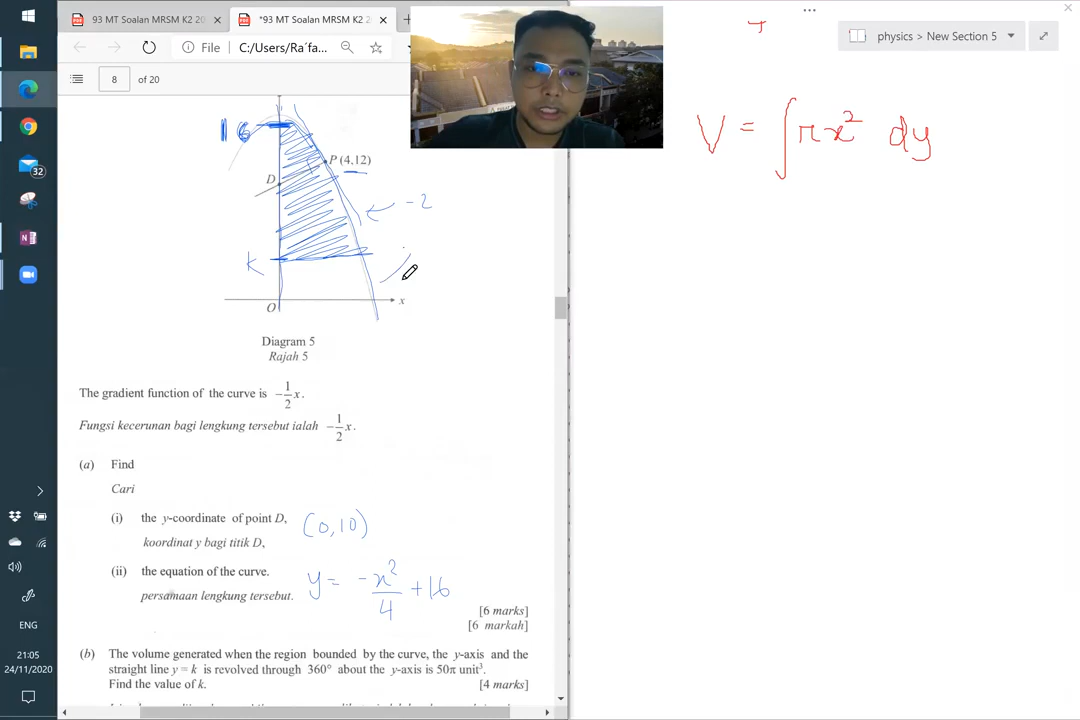 93 MT Soalan MRSM K2 20
*93 MT Soalan MRSM K2 20
File
C:/Users/Ra'fa...
physics > New Section 5
8 of 20
16
P (4,12)
D
-2
K
O
x
V = ∫πx² dy
Diagram 5
Rajah 5
The gradient function of the curve is -1/2 x.
Fungsi kecerunan bagi lengkung tersebut ialah -1/2 x.
(a) Find
Cari
(i) the y-coordinate of point D, (0,10)
koordinat y bagi titik D,
(ii) the equation of the curve. y = -x²/4 + 16
persamaan lengkung tersebut.
[6 marks]
[6 markah]
(b) The volume generated when the region bounded by the curve, the y-axis and the
straight line y = k is revolved through 360° about the y-axis is 50π unit³.
Find the value of k. [4 marks]
32
ENG
21:05
24/11/2020